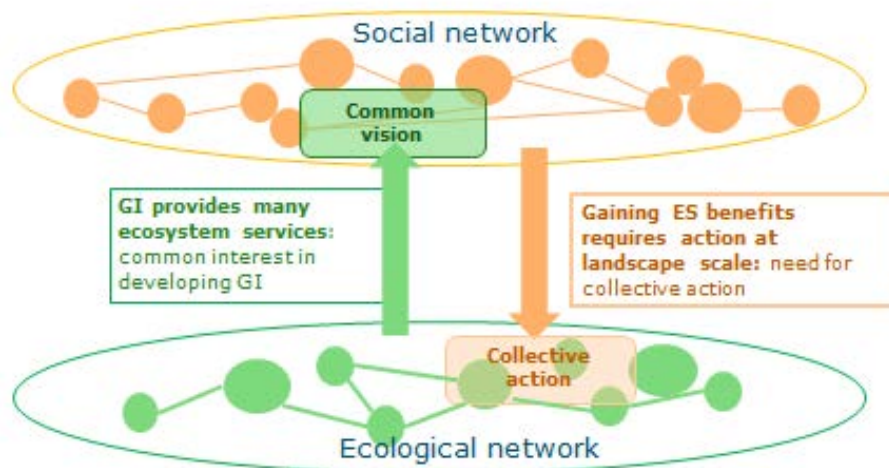 Social network
Common
vision
GI provides many
ecosystem services:
common interest in
developing GI
Gaining ES benefits
requires action at
landscape scale: need for
collective action
Collective
action
Ecological network